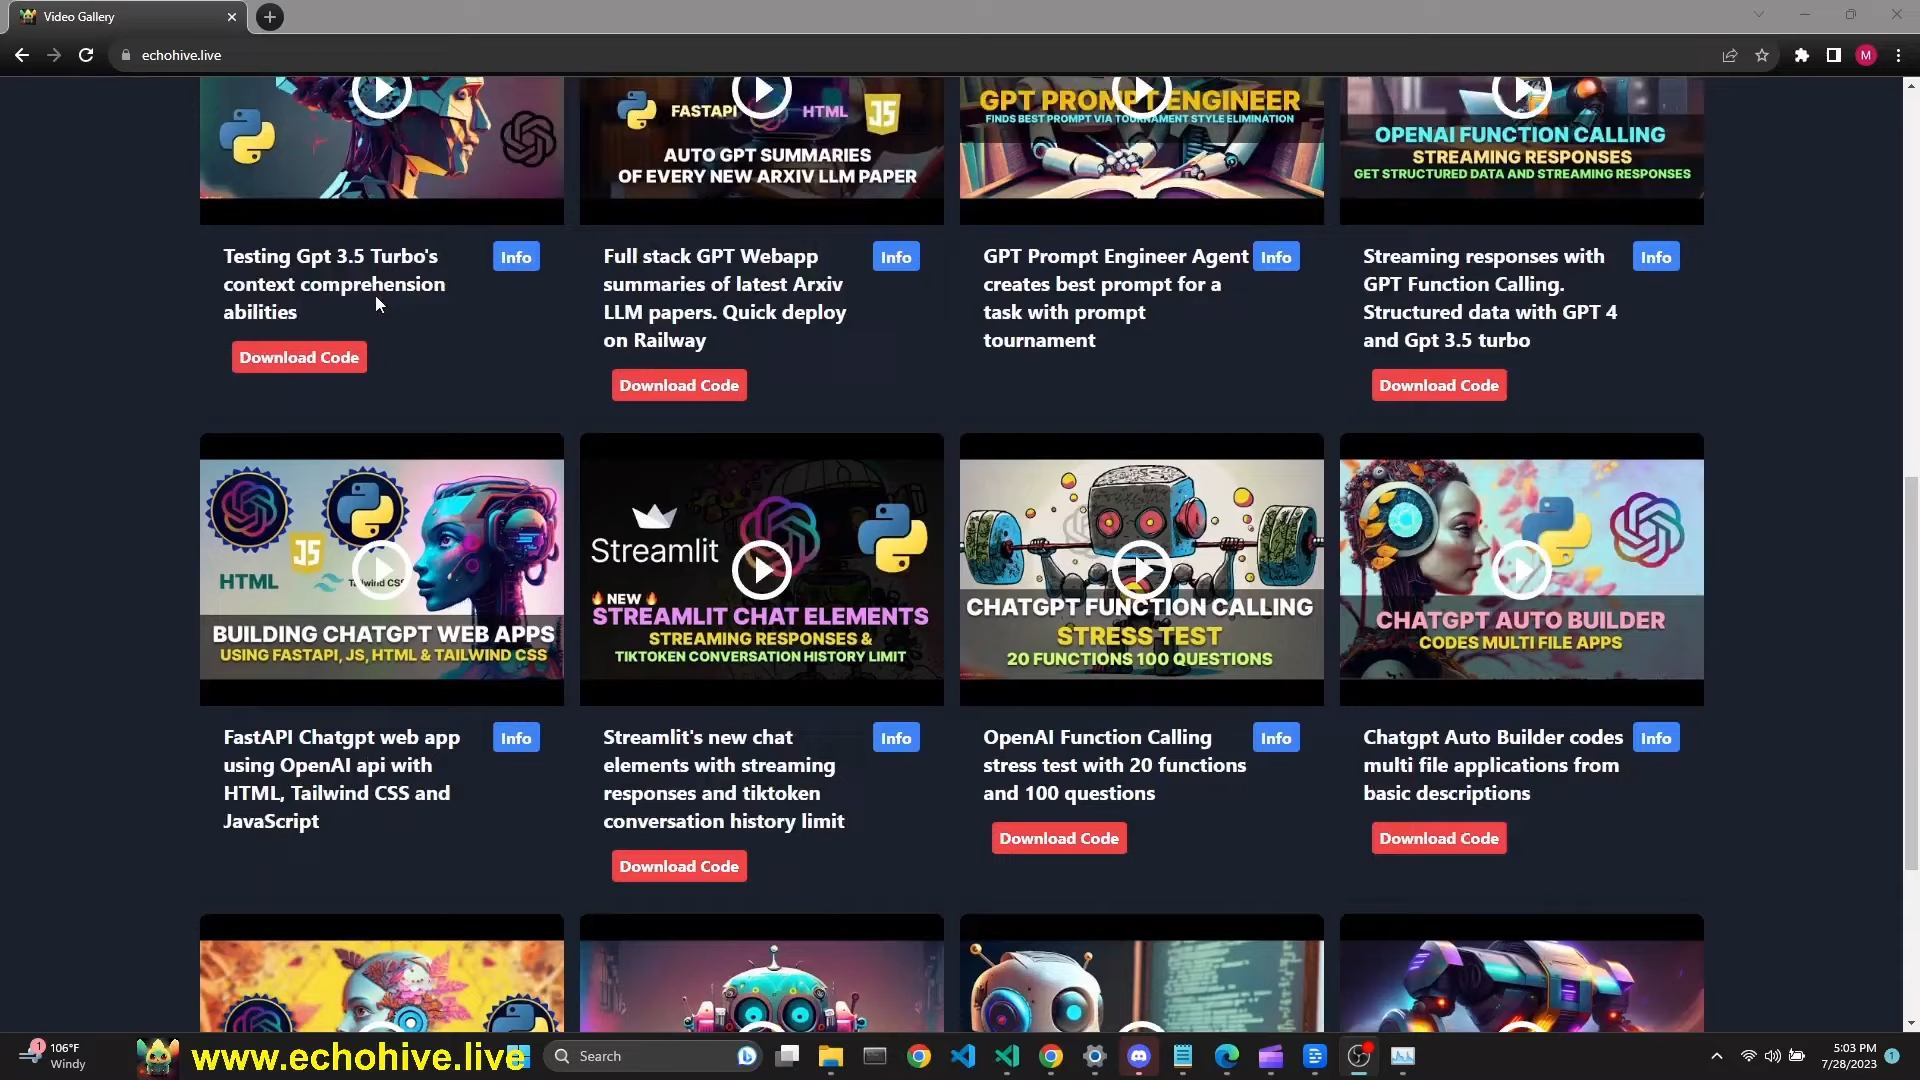 Video Gallery
echohive.live
M
FASTAPI
HTML
JS
AUTO GPT SUMMARIES
OF EVERY NEW ARXIV LLM PAPER
GPT PROMPT ENGINEER
FINDS BEST PROMPT VIA TOURNAMENT STYLE ELIMINATION
OPENAI FUNCTION CALLING
STREAMING RESPONSES
GET STRUCTURED DATA AND STREAMING RESPONSES
Testing Gpt 3.5 Turbo's
context comprehension
abilities
Info
Download Code
Full stack GPT Webapp
summaries of latest Arxiv
LLM papers. Quick deploy
on Railway
Info
Download Code
GPT Prompt Engineer Agent
creates best prompt for a
task with prompt
tournament
Info
Streaming responses with
GPT Function Calling.
Structured data with GPT 4
and Gpt 3.5 turbo
Info
Download Code
JS
HTML
Tailwind CSS
BUILDING CHATGPT WEB APPS
USING FASTAPI, JS, HTML & TAILWIND CSS
Streamlit
NEW
STREAMLIT CHAT ELEMENTS
STREAMING RESPONSES &
TIKTOKEN CONVERSATION HISTORY LIMIT
CHATGPT FUNCTION CALLING
STRESS TEST
20 FUNCTIONS 100 QUESTIONS
CHATGPT AUTO BUILDER
CODES MULTI FILE APPS
FastAPI Chatgpt web app
using OpenAI api with
HTML, Tailwind CSS and
JavaScript
Info
Streamlit's new chat
elements with streaming
responses and tiktoken
conversation history limit
Info
Download Code
OpenAI Function Calling
stress test with 20 functions
and 100 questions
Info
Download Code
Chatgpt Auto Builder codes
multi file applications from
basic descriptions
Info
Download Code
1
106°F
Windy
www.echohive.live
Search
5:03 PM
7/28/2023
1